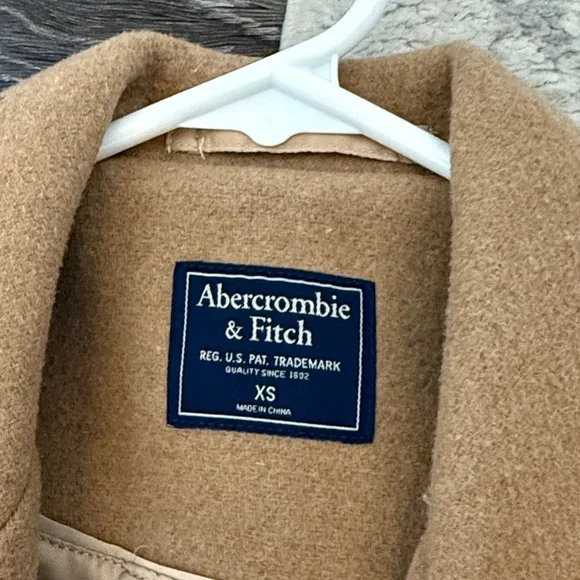 Abercrombie
& Fitch
REG. U.S. PAT. TRADEMARK
QUALITY SINCE 1892
XS
MADE IN CHINA